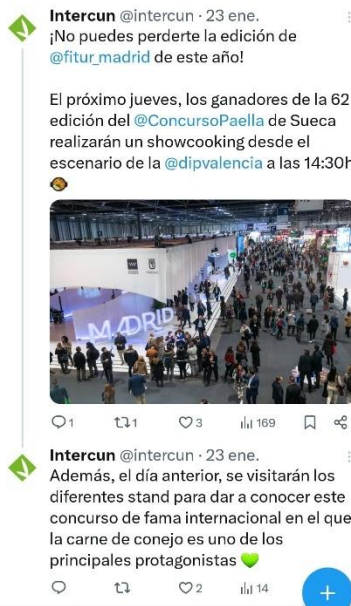 Intercun @intercun · 23 ene.
¡No puedes perderte la edición de
@fitur_madrid de este año!
El próximo jueves, los ganadores de la 62
edición del @ConcursoPaella de Sueca
realizarán un showcooking desde el
escenario de la @dipvalencia a las 14:30h
🥘
MADRID
1 1 3 169
Intercun @intercun · 23 ene.
Además, el día anterior, se visitarán los
diferentes stand para dar a conocer este
concurso de fama internacional en el que
la carne de conejo es uno de los
principales protagonistas 💚
2 14